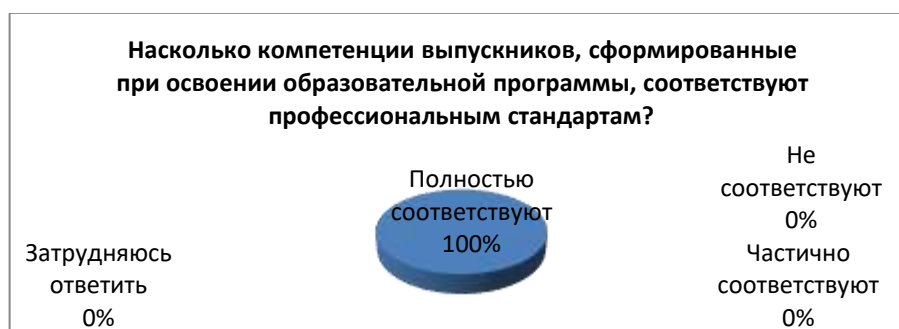 Насколько компетенции выпускников, сформированные
при освоении образовательной программы, соответствуют
профессиональным стандартам?
Полностью
соответствуют
100%
Не
соответствуют
0%
Частично
соответствуют
0%
Затрудняюсь
ответить
0%